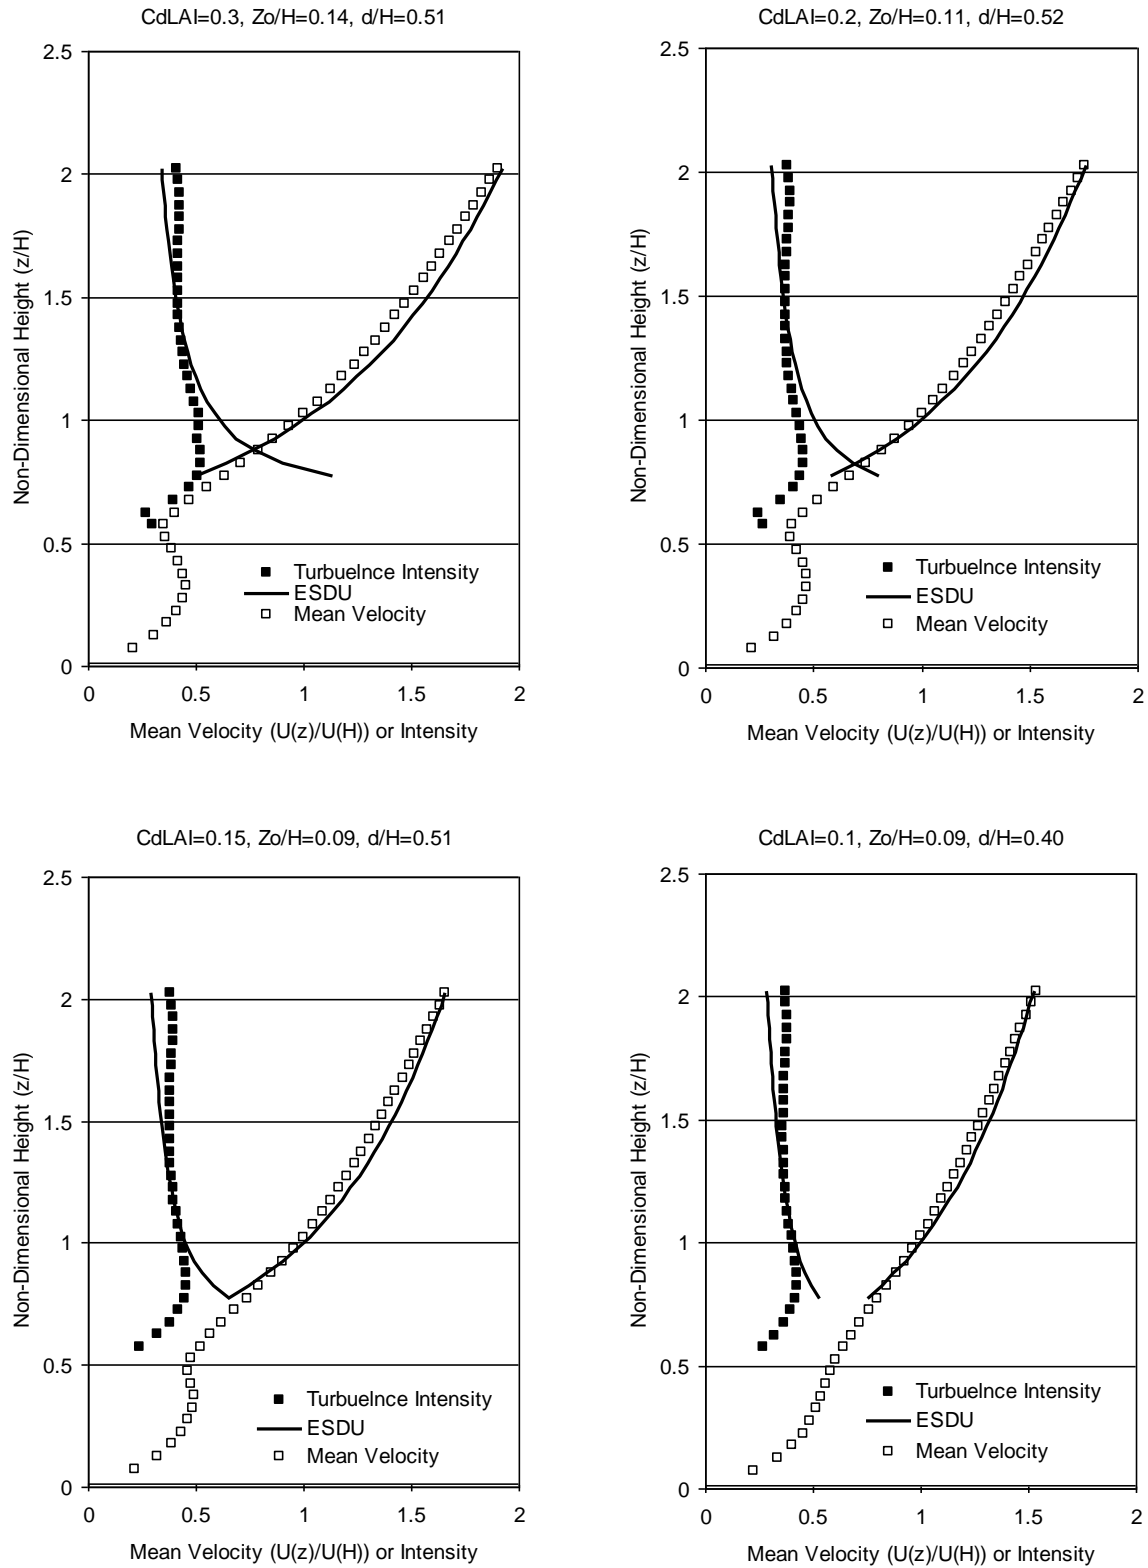 CdLAI=0.3, Zo/H=0.14, d/H=0.51
2.5
2
1.5
1
0.5
0
Non-Dimensional Height (z/H)
Turbuelnce Intensity
ESDU
Mean Velocity
0 0.5 1 1.5 2
Mean Velocity (U(z)/U(H)) or Intensity
CdLAI=0.2, Zo/H=0.11, d/H=0.52
2.5
2
1.5
1
0.5
0
Non-Dimensional Height (z/H)
Turbuelnce Intensity
ESDU
Mean Velocity
0 0.5 1 1.5 2
Mean Velocity (U(z)/U(H)) or Intensity
CdLAI=0.15, Zo/H=0.09, d/H=0.51
2.5
2
1.5
1
0.5
0
Non-Dimensional Height (z/H)
Turbuelnce Intensity
ESDU
Mean Velocity
0 0.5 1 1.5 2
Mean Velocity (U(z)/U(H)) or Intensity
CdLAI=0.1, Zo/H=0.09, d/H=0.40
2.5
2
1.5
1
0.5
0
Non-Dimensional Height (z/H)
Turbuelnce Intensity
ESDU
Mean Velocity
0 0.5 1 1.5 2
Mean Velocity (U(z)/U(H)) or Intensity